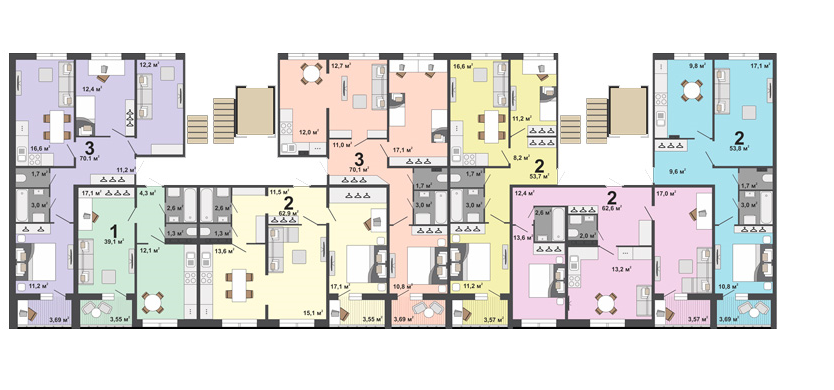 12,2 м²
12,4 м²
16,6 м²
3
70.1 м²
11,2 м²
1,7 м²
3,0 м²
11,2 м²
3,69 м²
17,1 м²
4,3 м²
1
39,1 м²
2,6 м²
1,3 м²
12,1 м²
3,55 м²
2,6 м²
1,3 м²
11,5 м²
2
62.9 м²
13,6 м²
15,1 м²
17,1 м²
3,55 м²
12,7 м²
12,0 м²
11,0 м²
17,1 м²
3
70,1 м²
1,7 м²
3,0 м²
10,8 м²
3,69 м²
16,6 м²
11,2 м²
8,2 м²
2
53,7 м²
1,7 м²
3,0 м²
11,2 м²
3,57 м²
12,4 м²
2,6 м²
13,6 м²
2
62,6 м²
2,0 м²
13,2 м²
17,0 м²
3,57 м²
9,8 м²
17,1 м²
2
53,8 м²
9,6 м²
1,7 м²
3,0 м²
10,8 м²
3,69 м²